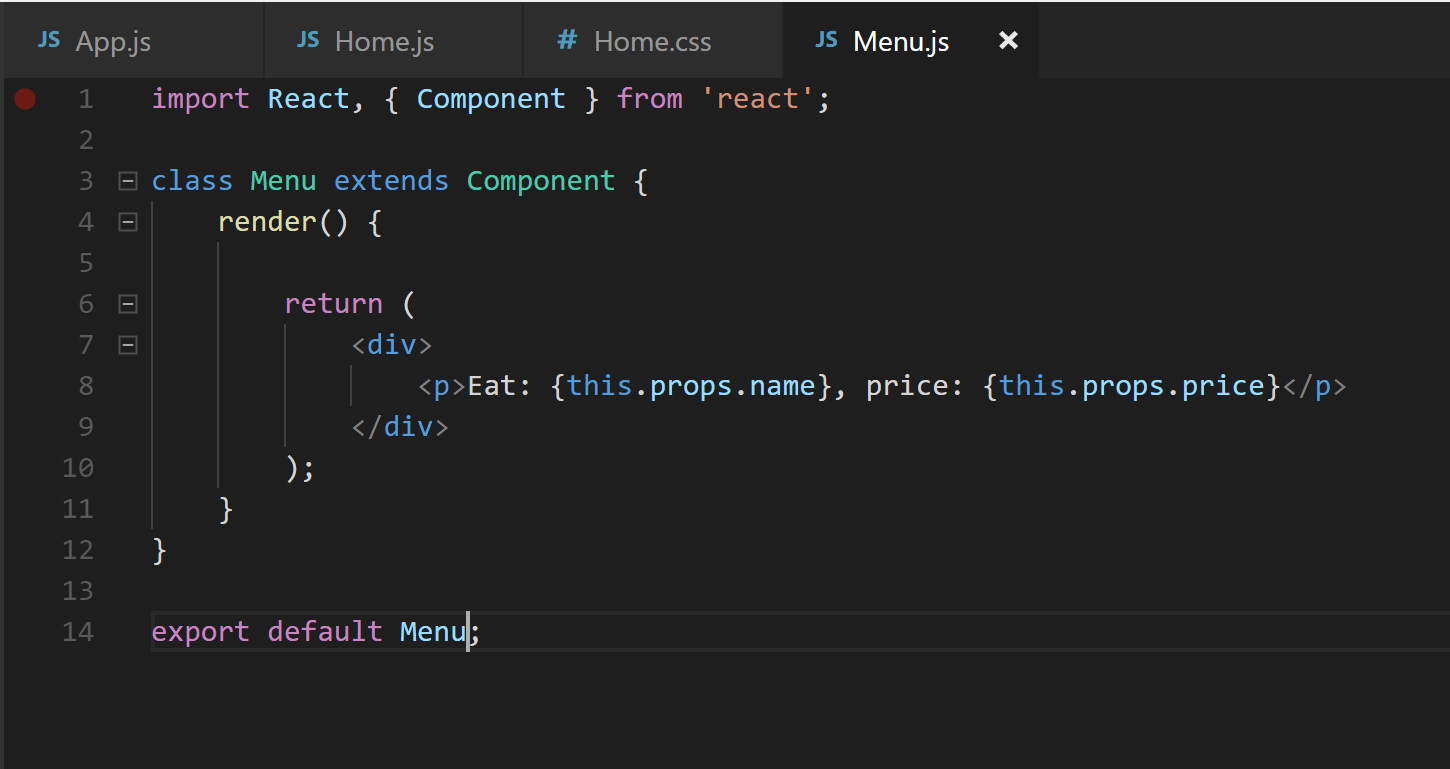 JS App.js JS Home.js # Home.css JS Menu.js ×
1 import React, { Component } from 'react';
2
3 class Menu extends Component {
4     render() {
5
6         return (
7             <div>
8                 <p>Eat: {this.props.name}, price: {this.props.price}</p>
9             </div>
10         );
11     }
12 }
13
14 export default Menu;